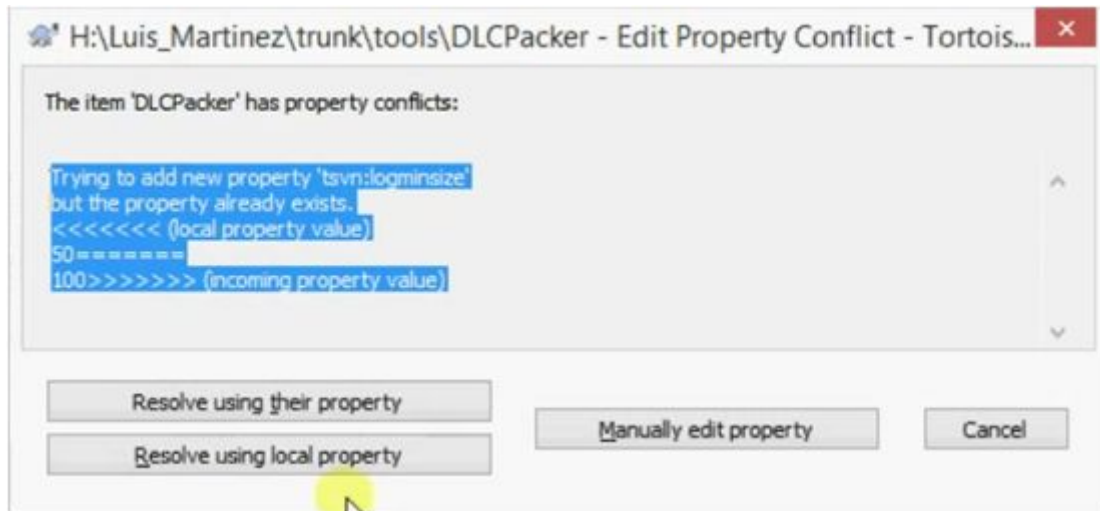 H:\Luis_Martinez\trunk\tools\DLCPacker - Edit Property Conflict - Tortois...
The item 'DLCPacker' has property conflicts:
Trying to add new property 'tsvn:logminsize'
but the property already exists.
<<<<<<< (local property value)
50=======
100>>>>>>> (incoming property value)
Resolve using their property
Resolve using local property
Manually edit property
Cancel